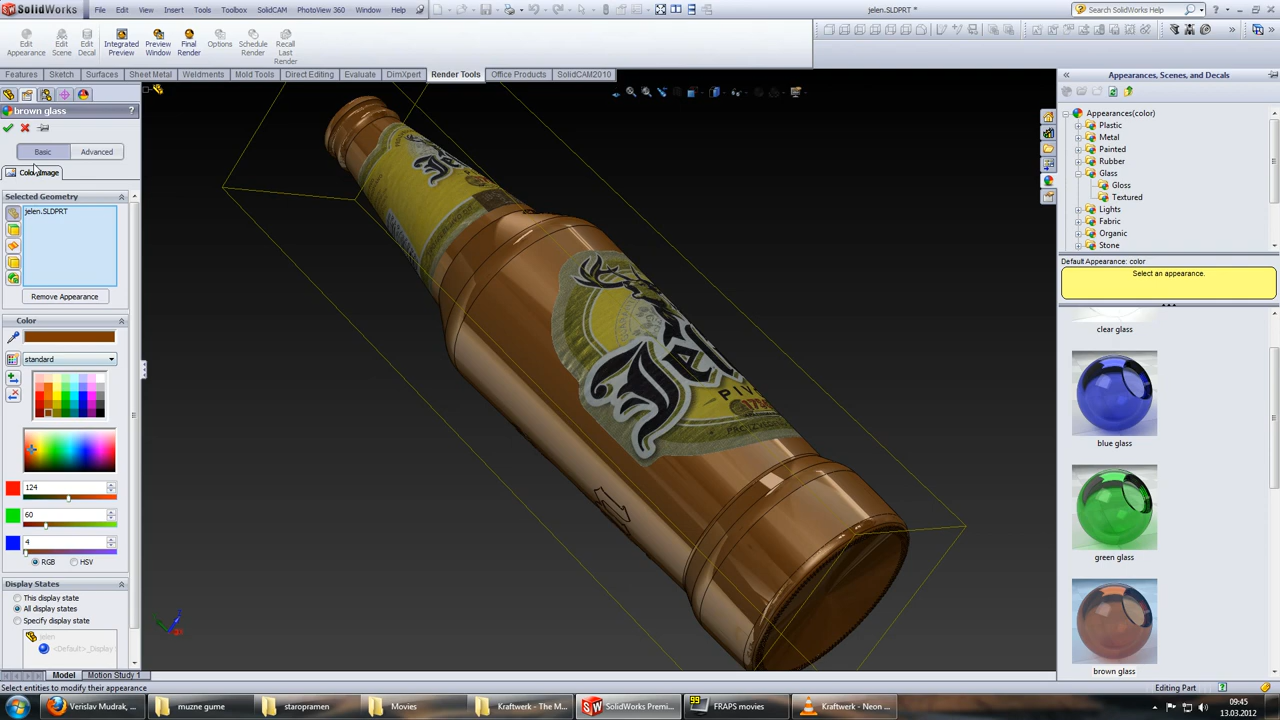 SolidWorks
File Edit View Insert Tools Toolbox SolidCAM PhotoView 360 Window Help
jelen.SLDPRT *
Search SolidWorks Help
Edit Appearance
Edit Scene
Edit Decal
Integrated Preview
Preview Window
Final Render
Options
Schedule Render
Recall Last Render
Features Sketch Surfaces Sheet Metal Weldments Mold Tools Direct Editing Evaluate DimXpert Render Tools Office Products SolidCAM2010
brown glass ?
Basic Advanced
Color/Image
Selected Geometry
jelen.SLDPRT
Remove Appearance
Color
standard
124
60
4
RGB HSV
Display States
This display state
All display states
Specify display state
jelen
<Default>_Display
Model Motion Study 1
Select entities to modify their appearance
Editing Part
Appearances, Scenes, and Decals
Appearances(color)
Plastic
Metal
Painted
Rubber
Glass
Gloss
Textured
Lights
Fabric
Organic
Stone
Default Appearance: color
Select an appearance.
clear glass
blue glass
green glass
brown glass
Verislav Mudrak, ...
muzne gume
staropramen
Movies
Kraftwerk - The M...
SolidWorks Premi...
99 FRAPS movies
Kraftwerk - Neon ...
09:45
13.03.2012